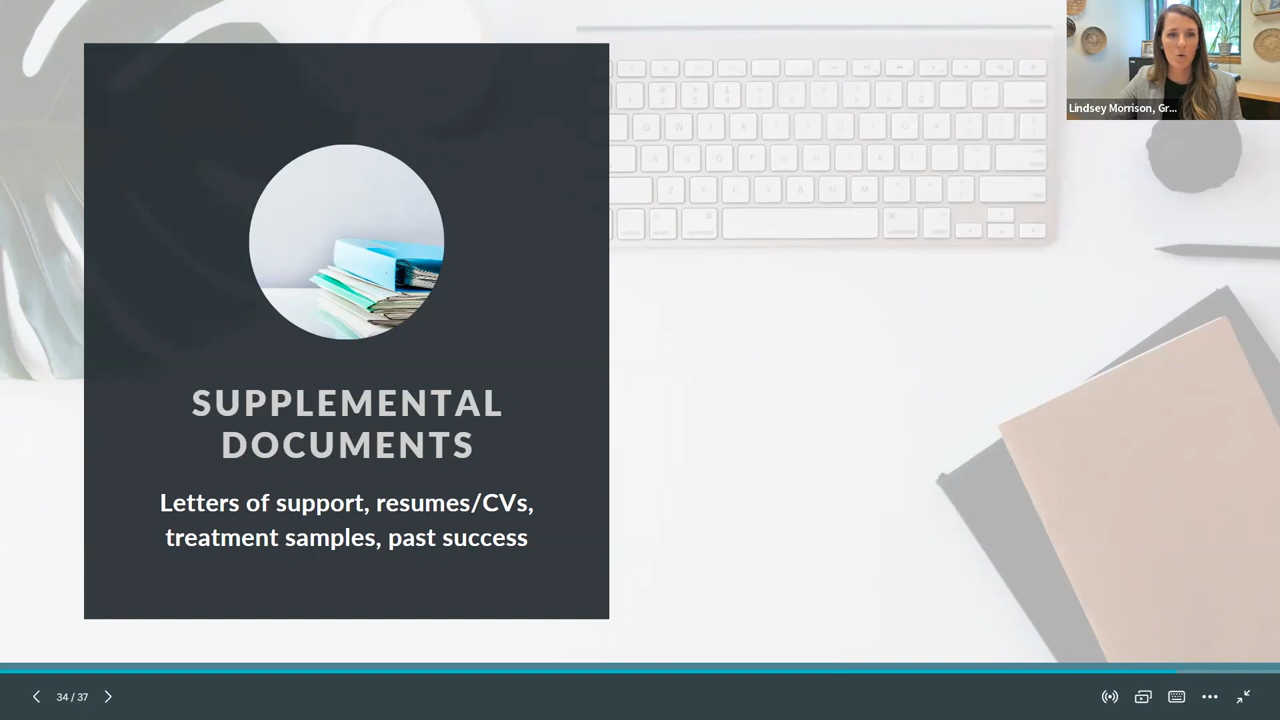 Lindsey Morrison, Gr...
SUPPLEMENTAL
DOCUMENTS
Letters of support, resumes/CVs,
treatment samples, past success
34 / 37